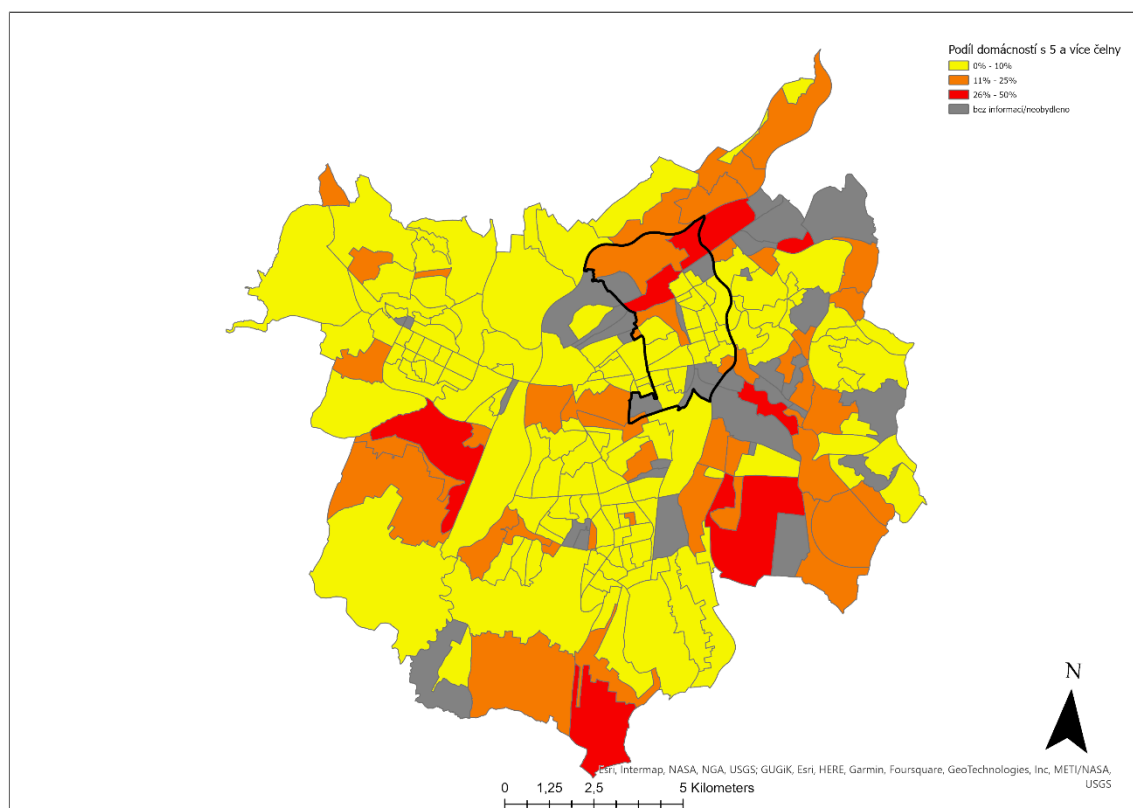 Podíl domácností s 5 a více čelny
0% - 10%
11% - 25%
26% - 50%
bez informací/neobydleno
N
Esri, Intermap, NASA, NGA, USGS; GUGiK, Esri, HERE, Garmin, Foursquare, GeoTechnologies, Inc, METI/NASA,
USGS
0 1,25 2,5 5 Kilometers